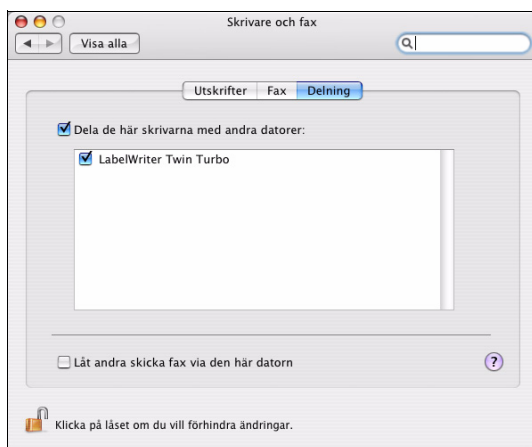 Skrivare och fax
Visa alla
Utskrifter Fax Delning
Dela de här skrivarna med andra datorer:
LabelWriter Twin Turbo
Låt andra skicka fax via den här datorn
?
Klicka på låset om du vill förhindra ändringar.